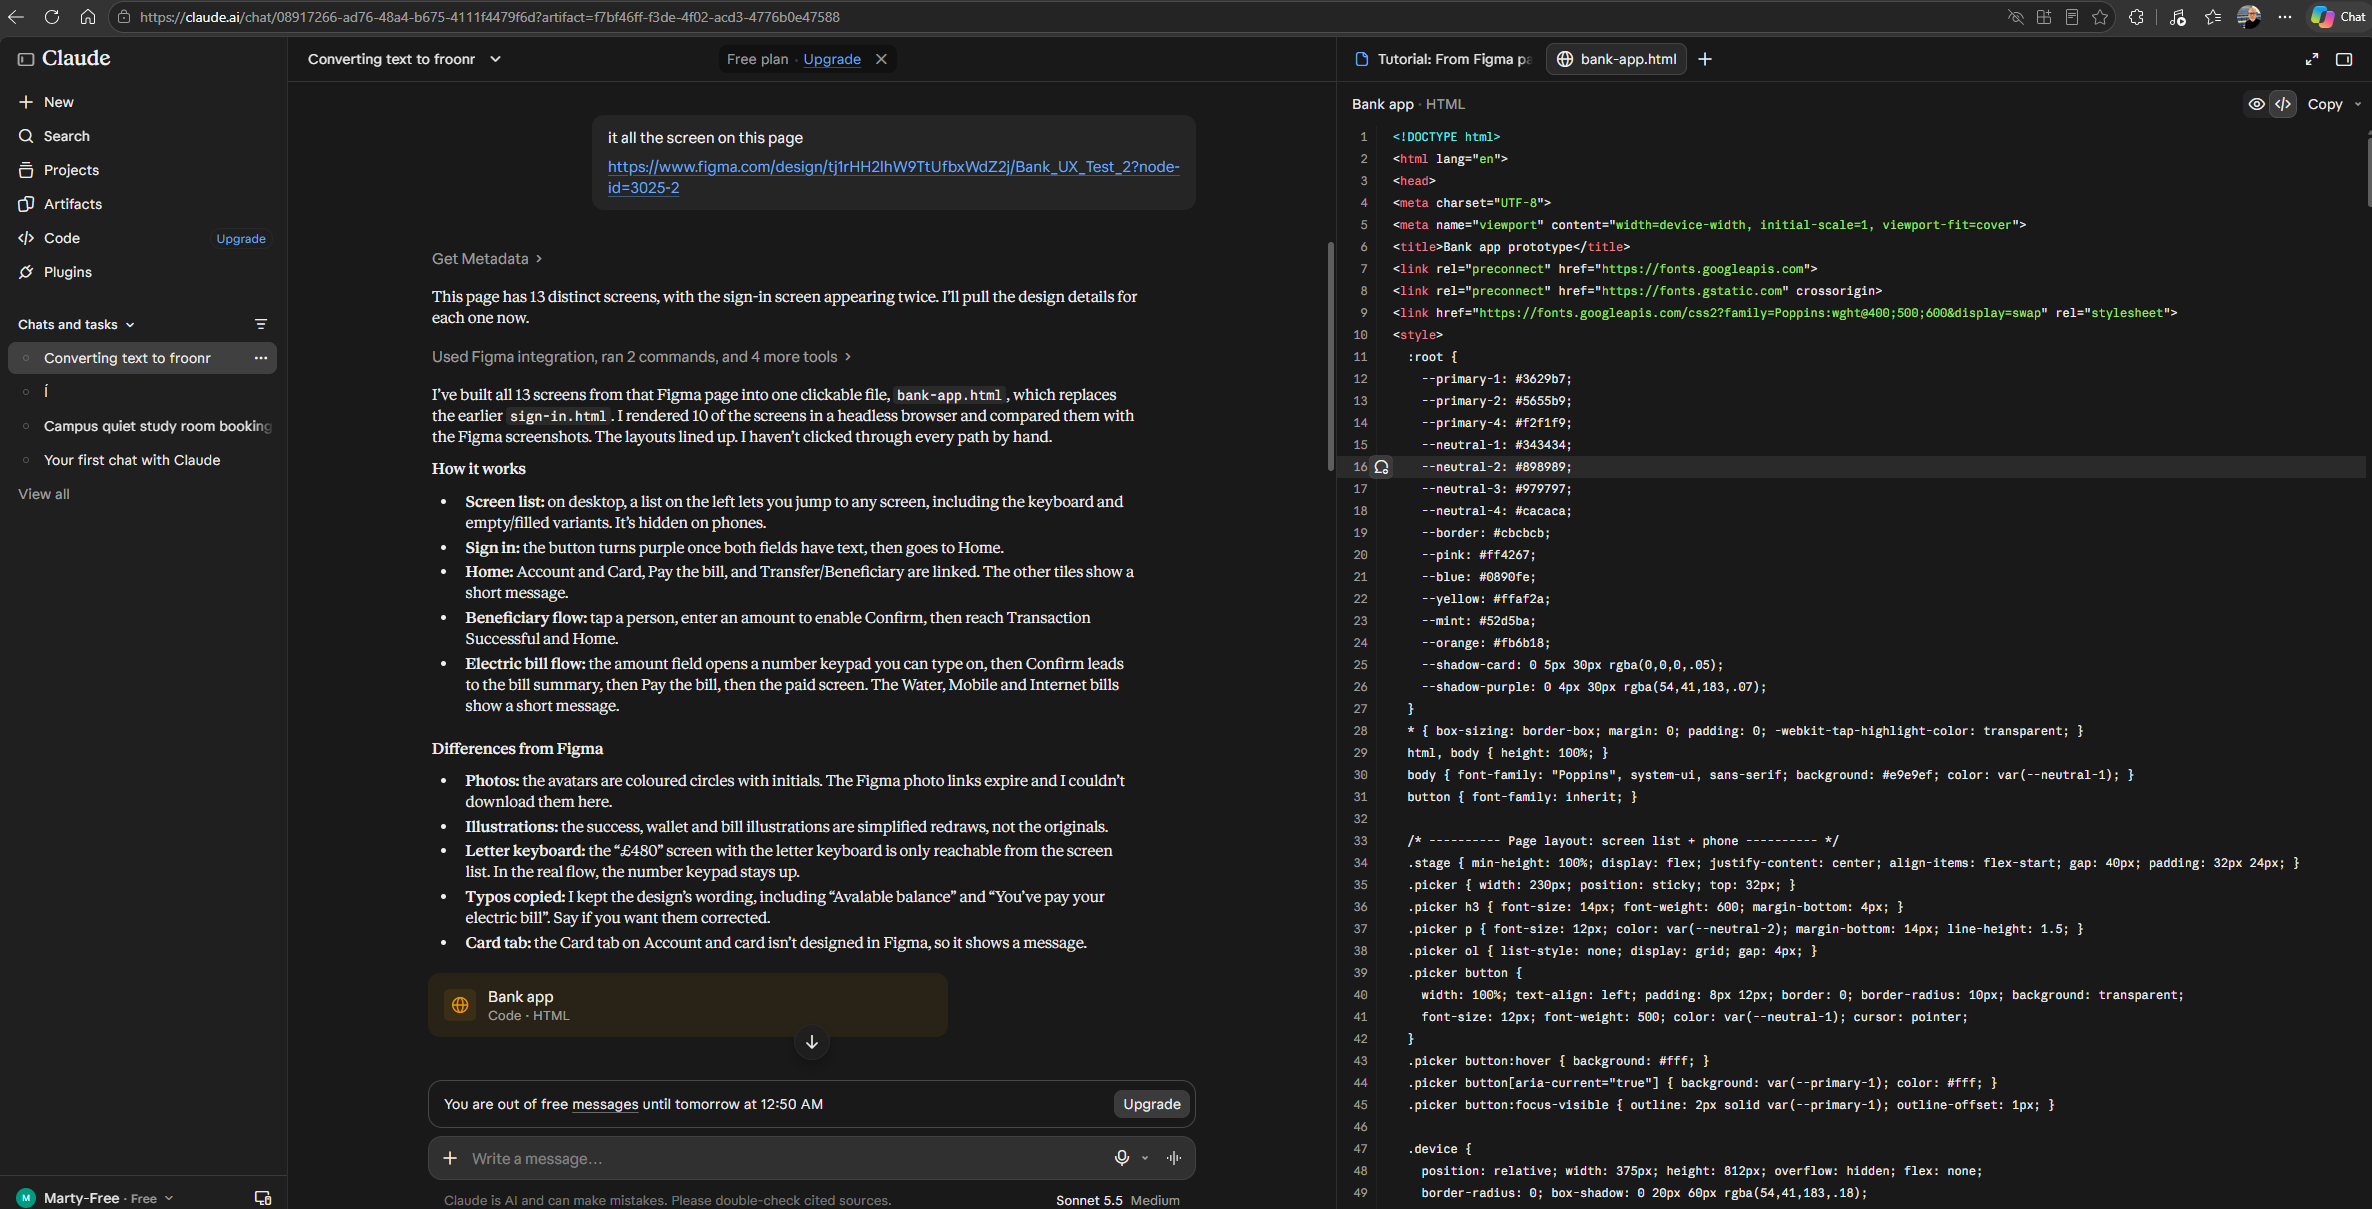 https://claude.ai/chat/08917266-ad76-48a4-b675-4111f4479f6d?artifact=f7bf46ff-f3de-4f02-acd3-4776b0e47588
Chat
Claude
New
Search
Projects
Artifacts
Code Upgrade
Plugins
Chats and tasks
Converting text to froonr
Í
Campus quiet study room booking
Your first chat with Claude
View all
M Marty-Free · Free
Converting text to froonr
Free plan · Upgrade
it all the screen on this page
https://www.figma.com/design/tj1rHH2lhW9TtUfbxWdZ2j/Bank_UX_Test_2?node-
id=3025-2
Get Metadata
This page has 13 distinct screens, with the sign-in screen appearing twice. I'll pull the design details for
each one now.
Used Figma integration, ran 2 commands, and 4 more tools
I've built all 13 screens from that Figma page into one clickable file, bank-app.html, which replaces
the earlier sign-in.html. I rendered 10 of the screens in a headless browser and compared them with
the Figma screenshots. The layouts lined up. I haven't clicked through every path by hand.
How it works
• Screen list: on desktop, a list on the left lets you jump to any screen, including the keyboard and
empty/filled variants. It's hidden on phones.
• Sign in: the button turns purple once both fields have text, then goes to Home.
• Home: Account and Card, Pay the bill, and Transfer/Beneficiary are linked. The other tiles show a
short message.
• Beneficiary flow: tap a person, enter an amount to enable Confirm, then reach Transaction
Successful and Home.
• Electric bill flow: the amount field opens a number keypad you can type on, then Confirm leads
to the bill summary, then Pay the bill, then the paid screen. The Water, Mobile and Internet bills
show a short message.
Differences from Figma
• Photos: the avatars are coloured circles with initials. The Figma photo links expire and I couldn't
download them here.
• Illustrations: the success, wallet and bill illustrations are simplified redraws, not the originals.
• Letter keyboard: the "£480" screen with the letter keyboard is only reachable from the screen
list. In the real flow, the number keypad stays up.
• Typos copied: I kept the design's wording, including "Avalable balance" and "You've pay your
electric bill". Say if you want them corrected.
• Card tab: the Card tab on Account and card isn't designed in Figma, so it shows a message.
Bank app
Code · HTML
You are out of free messages until tomorrow at 12:50 AM
Upgrade
Write a message…
Claude is AI and can make mistakes. Please double-check cited sources.
Sonnet 5.5 Medium
Tutorial: From Figma pa
bank-app.html
Bank app · HTML
Copy
1 <!DOCTYPE html>
2 <html lang="en">
3 <head>
4 <meta charset="UTF-8">
5 <meta name="viewport" content="width=device-width, initial-scale=1, viewport-fit=cover">
6 <title>Bank app prototype</title>
7 <link rel="preconnect" href="https://fonts.googleapis.com">
8 <link rel="preconnect" href="https://fonts.gstatic.com" crossorigin>
9 <link href="https://fonts.googleapis.com/css2?family=Poppins:wght@400;500;600&display=swap" rel="stylesheet">
10 <style>
11 :root {
12 --primary-1: #3629b7;
13 --primary-2: #5655b9;
14 --primary-4: #f2f1f9;
15 --neutral-1: #343434;
16 --neutral-2: #898989;
17 --neutral-3: #979797;
18 --neutral-4: #cacaca;
19 --border: #cbcbcb;
20 --pink: #ff4267;
21 --blue: #0890fe;
22 --yellow: #ffaf2a;
23 --mint: #52d5ba;
24 --orange: #fb6b18;
25 --shadow-card: 0 5px 30px rgba(0,0,0,.05);
26 --shadow-purple: 0 4px 30px rgba(54,41,183,.07);
27 }
28 * { box-sizing: border-box; margin: 0; padding: 0; -webkit-tap-highlight-color: transparent; }
29 html, body { height: 100%; }
30 body { font-family: "Poppins", system-ui, sans-serif; background: #e9e9ef; color: var(--neutral-1); }
31 button { font-family: inherit; }
32
33 /* ---------- Page layout: screen list + phone ---------- */
34 .stage { min-height: 100%; display: flex; justify-content: center; align-items: flex-start; gap: 40px; padding: 32px 24px; }
35 .picker { width: 230px; position: sticky; top: 32px; }
36 .picker h3 { font-size: 14px; font-weight: 600; margin-bottom: 4px; }
37 .picker p { font-size: 12px; color: var(--neutral-2); margin-bottom: 14px; line-height: 1.5; }
38 .picker ol { list-style: none; display: grid; gap: 4px; }
39 .picker button {
40 width: 100%; text-align: left; padding: 8px 12px; border: 0; border-radius: 10px; background: transparent;
41 font-size: 12px; font-weight: 500; color: var(--neutral-1); cursor: pointer;
42 }
43 .picker button:hover { background: #fff; }
44 .picker button[aria-current="true"] { background: var(--primary-1); color: #fff; }
45 .picker button:focus-visible { outline: 2px solid var(--primary-1); outline-offset: 1px; }
46
47 .device {
48 position: relative; width: 375px; height: 812px; overflow: hidden; flex: none;
49 border-radius: 0; box-shadow: 0 20px 60px rgba(54,41,183,.18);